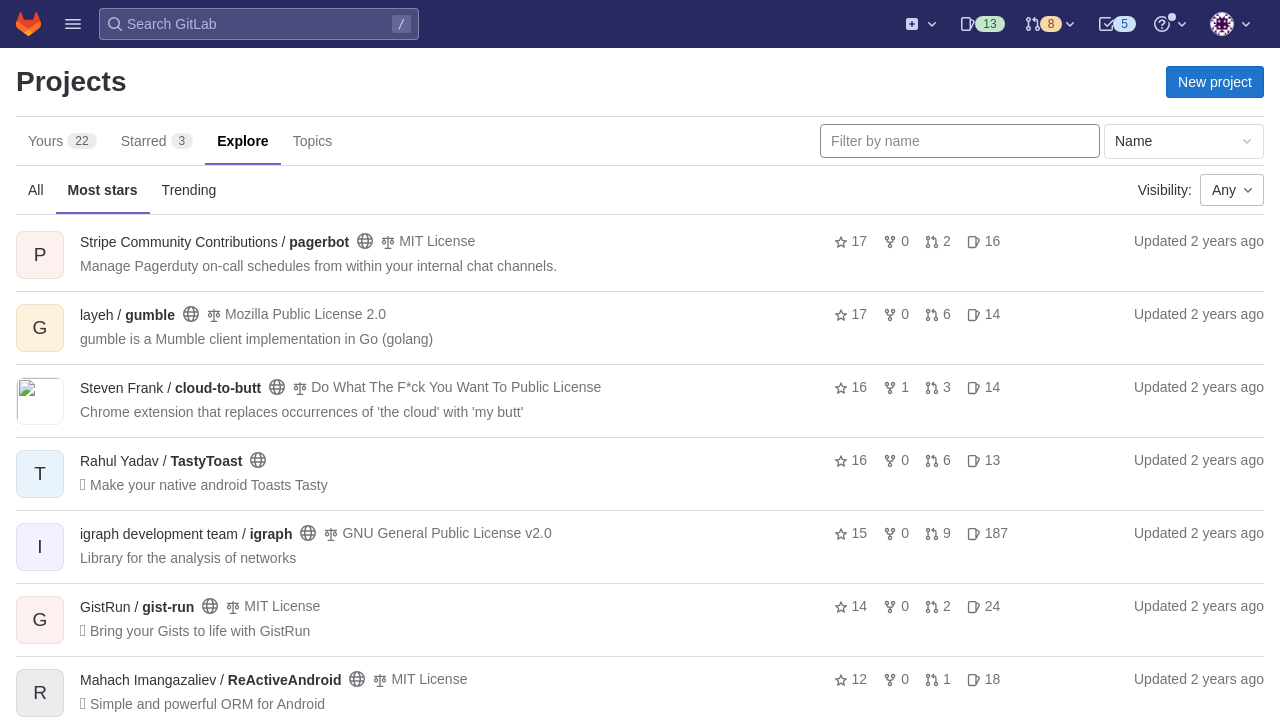 Search GitLab /
13
8
5
Projects
New project
Yours 22
Starred 3
Explore
Topics
Filter by name
Name
All
Most stars
Trending
Visibility: Any
P
Stripe Community Contributions / pagerbot MIT License
17 0 2 16
Updated 2 years ago
Manage Pagerduty on-call schedules from within your internal chat channels.
G
layeh / gumble Mozilla Public License 2.0
17 0 6 14
Updated 2 years ago
gumble is a Mumble client implementation in Go (golang)
Steven Frank / cloud-to-butt Do What The F*ck You Want To Public License
16 1 3 14
Updated 2 years ago
Chrome extension that replaces occurrences of 'the cloud' with 'my butt'
T
Rahul Yadav / TastyToast
16 0 6 13
Updated 2 years ago
Make your native android Toasts Tasty
I
igraph development team / igraph GNU General Public License v2.0
15 0 9 187
Updated 2 years ago
Library for the analysis of networks
G
GistRun / gist-run MIT License
14 0 2 24
Updated 2 years ago
Bring your Gists to life with GistRun
R
Mahach Imangazaliev / ReActiveAndroid MIT License
12 0 1 18
Updated 2 years ago
Simple and powerful ORM for Android